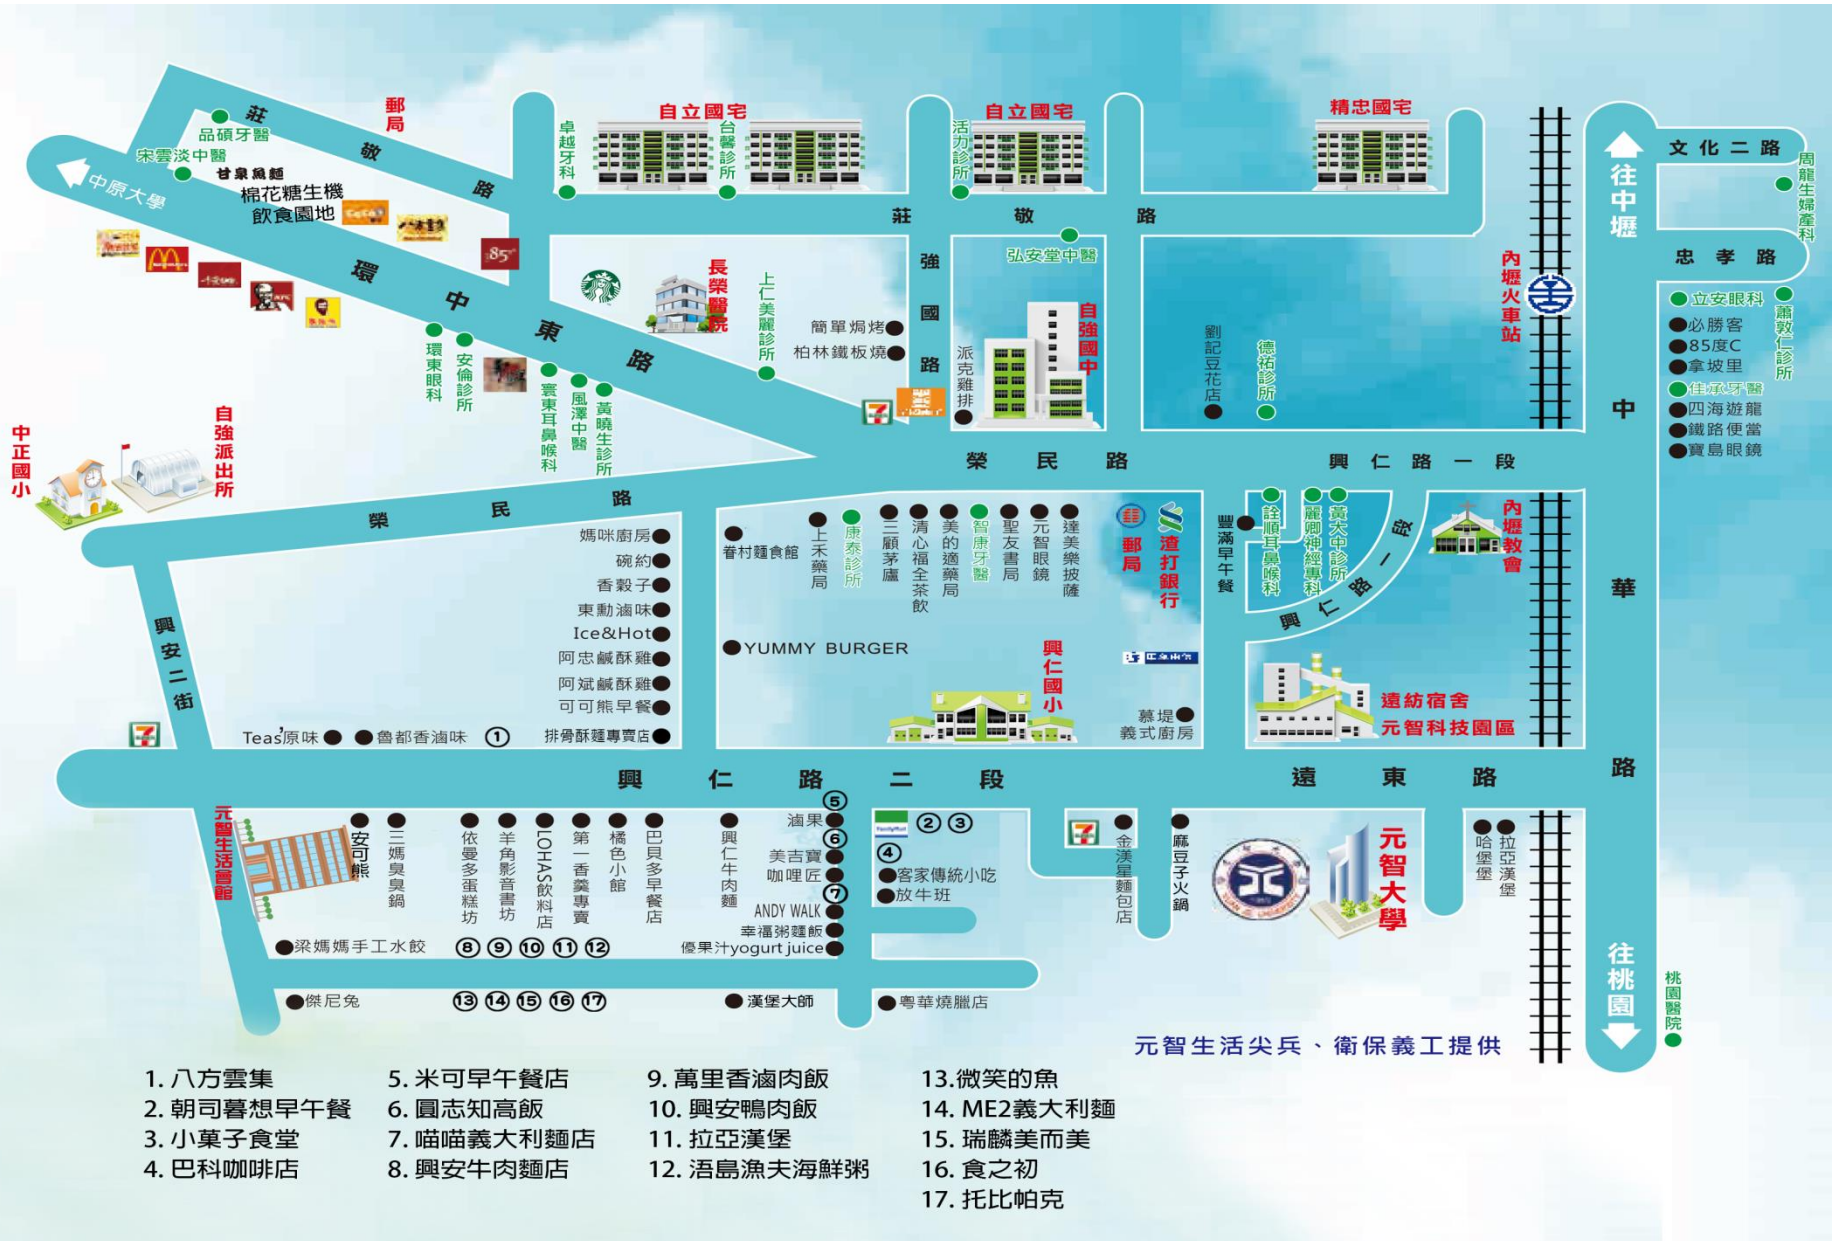 郵局
莊敬路
品碩牙醫
宋雲淡中醫
甘泉魚麵
棉花糖生機
飲食園地
中原大學
卓越牙科
自立國宅
台馨診所
活力診所
自立國宅
精忠國宅
莊敬路
弘安堂中醫
往中壢
文化二路
周龍生婦產科
忠孝路
立安眼科
必勝客
85度C
拿坡里
佳承牙醫
四海遊龍
鐵路便當
寶島眼鏡
蕭敦仁診所
內壢火車站
環中東路
85
長榮醫院
上仁美麗診所
強國路
簡單焗烤
柏林鐵板燒
派克雞排
自強國中
劉記豆花店
德祐診所
環東眼科
安倫診所
寰東耳鼻喉科
風澤中醫
黃曉生診所
7
中正國小
自強派出所
榮民路
榮民路
興仁路一段
中華路
媽咪廚房
碗約
香穀子
東勳滷味
Ice&Hot
阿忠鹹酥雞
阿斌鹹酥雞
可可熊早餐
排骨酥麵專賣店
眷村麵食館
上禾藥局
康泰診所
三顧茅廬
清心福全茶飲
美的適藥局
智康牙醫
聖友書局
元智眼鏡
達美樂披薩
郵局
渣打銀行
豐滿早午餐
詮順耳鼻喉科
麗卿神經專科
黃大中診所
興仁路一段
內壢教會
YUMMY BURGER
興仁國小
慕堤
義式廚房
遠紡宿舍
元智科技園區
興安二街
7
Teas原味
魯都香滷味
①
興仁路二段
遠東路
元智生活會館
安可熊
三媽臭臭鍋
依曼多蛋糕坊
羊角影音書坊
LOHAS飲料店
第一香羹專賣
橘色小館
巴貝多早餐店
興仁牛肉麵
⑤
滷果
⑥
美吉寶
咖哩匠
⑦
ANDY WALK
幸福粥麵飯
優果汁yogurt juice
FamilyMart
② ③
④
客家傳統小吃
放牛班
7
金渼星麵包店
麻豆子火鍋
元智大學
哈堡堡
拉亞漢堡
梁媽媽手工水餃
⑧ ⑨ ⑩ ⑪ ⑫
傑尼兔
⑬ ⑭ ⑮ ⑯ ⑰
漢堡大師
粵華燒臘店
往桃園
桃園醫院
元智生活尖兵、衛保義工提供
1. 八方雲集
2. 朝司暮想早午餐
3. 小菓子食堂
4. 巴科咖啡店
5. 米可早午餐店
6. 圓志知高飯
7. 喵喵義大利麵店
8. 興安牛肉麵店
9. 萬里香滷肉飯
10. 興安鴨肉飯
11. 拉亞漢堡
12. 浯島漁夫海鮮粥
13.微笑的魚
14. ME2義大利麵
15. 瑞麟美而美
16. 食之初
17. 托比帕克